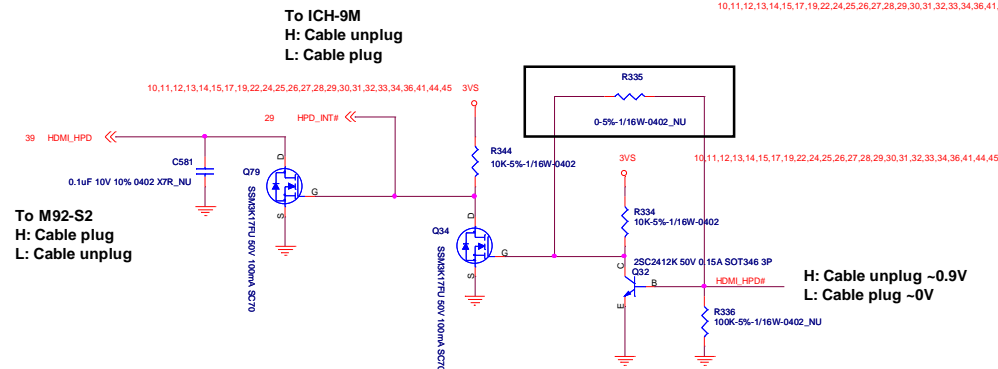 10,11,12,13,14,15,17,19,22,24,25,26,27,28,29,30,31,32,33,34,36,41,
To ICH-9M
H: Cable unplug
L: Cable plug
R335
0-5%-1/16W-0402_NU
10,11,12,13,14,15,17,19,22,24,25,26,27,28,29,30,31,32,33,34,36,41,44,45 3VS
29 HPD_INT#
39 HDMI_HPD
R344
10K-5%-1/16W-0402
C581
0.1uF 10V 10% 0402 X7R_NU
3VS 10,11,12,13,14,15,17,19,22,24,25,26,27,28,29,30,31,32,33,34,36,41,44,45
D
Q79
G
S
SSM3K17FU 50V 100mA SC70
To M92-S2
H: Cable plug
L: Cable unplug
R334
10K-5%-1/16W-0402
D
Q34
G
S
SSM3K17FU 50V 100mA SC70
2SC2412K 50V 0.15A SOT346 3P
C
Q32
B
E
HDMI_HPD#
H: Cable unplug ~0.9V
L: Cable plug ~0V
R336
100K-5%-1/16W-0402_NU